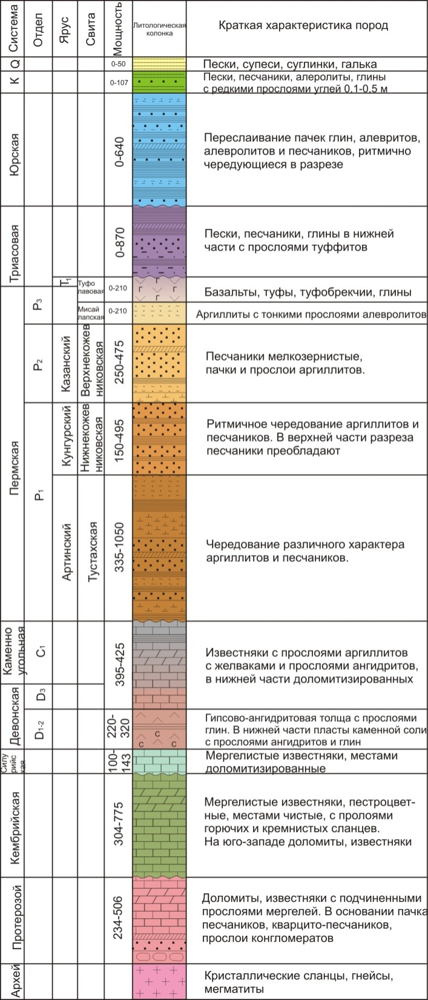 Система
Отдел
Ярус
Свита
Мощность
Литологическая
колонка
Краткая характеристика пород
Q
0-50
Пески, супеси, суглинки, галька
К
0-107
Пески, песчаники, алеролиты, глины
с редкими прослоями углей 0,1-0,5 м
Юрская
0-640
Переслаивание пачек глин, алевритов,
алевролитов и песчаников, ритмично
чередующиеся в разрезе
Триасовая
0-870
Пески, песчаники, глины в нижней
части с прослоями туффитов
T1
Туфо
лавовая
0-210
Г
Г Г
Г
Базальты, туфы, туфобрекчии, глины
Пермская
P3
Мисай
лапская
0-210
Аргиллиты с тонкими прослоями алевролитов
P2
Казанский
Верхнекожев
никовская
250-475
Песчаники мелкозернистые,
пачки и прослои аргиллитов.
P1
Кунгурский
Нижнекожев
никовская
150-495
Ритмичное чередование аргиллитов и
песчаников. В верхней части разреза
песчаники преобладают
Артинский
Тустахская
335-1050
Чередование различного характера
аргиллитов и песчаников.
Каменно
угольная
C1
395-425
Известняки с прослоями аргиллитов
с желваками и прослоями ангидритов,
в нижней части доломитизированных
Девонская
D3
D1-2
220-
320
С
С С
Гипсово-ангидритовая толща с прослоями
глин. В нижней части пласты каменной соли
с прослоями ангидритов и глин
Силу
рийс
кая
100-
143
Мергелистые известняки, местами
доломитизированные
Кембрийская
304-775
Мергелистые известняки, пестроцвет-
ные, местами чистые, с пролоями
горючих и кремнистых сланцев.
На юго-западе доломиты, известняки
Протерозой
234-506
Доломиты, известняки с подчиненными
прослоями мергелей. В основании пачка
песчаников, кварцито-песчаников,
прослои конгломератов
Архей
Кристаллические сланцы, гнейсы,
мегматиты